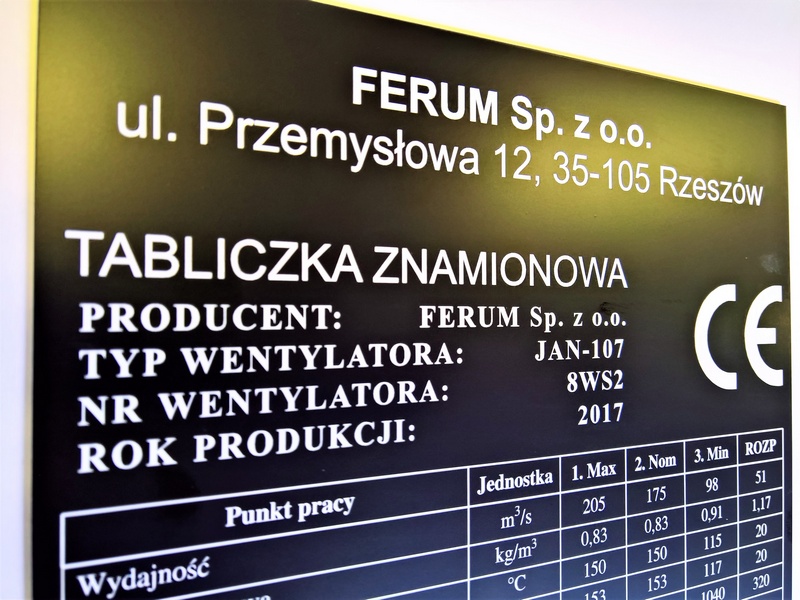 FERUM Sp. z o.o.
ul. Przemysłowa 12, 35-105 Rzeszów
TABLICZKA ZNAMIONOWA
CE
PRODUCENT: FERUM Sp. z o.o.
TYP WENTYLATORA: JAN-107
NR WENTYLATORA: 8WS2
ROK PRODUKCJI: 2017
Punkt pracy Jednostka 1. Max 2. Nom 3. Min ROZP
Wydajność m³/s 205 175 98 51
kg/m³ 0,83 0,83 0,91 1,17
°C 150 150 115 20
153 153 117 20
1040 320